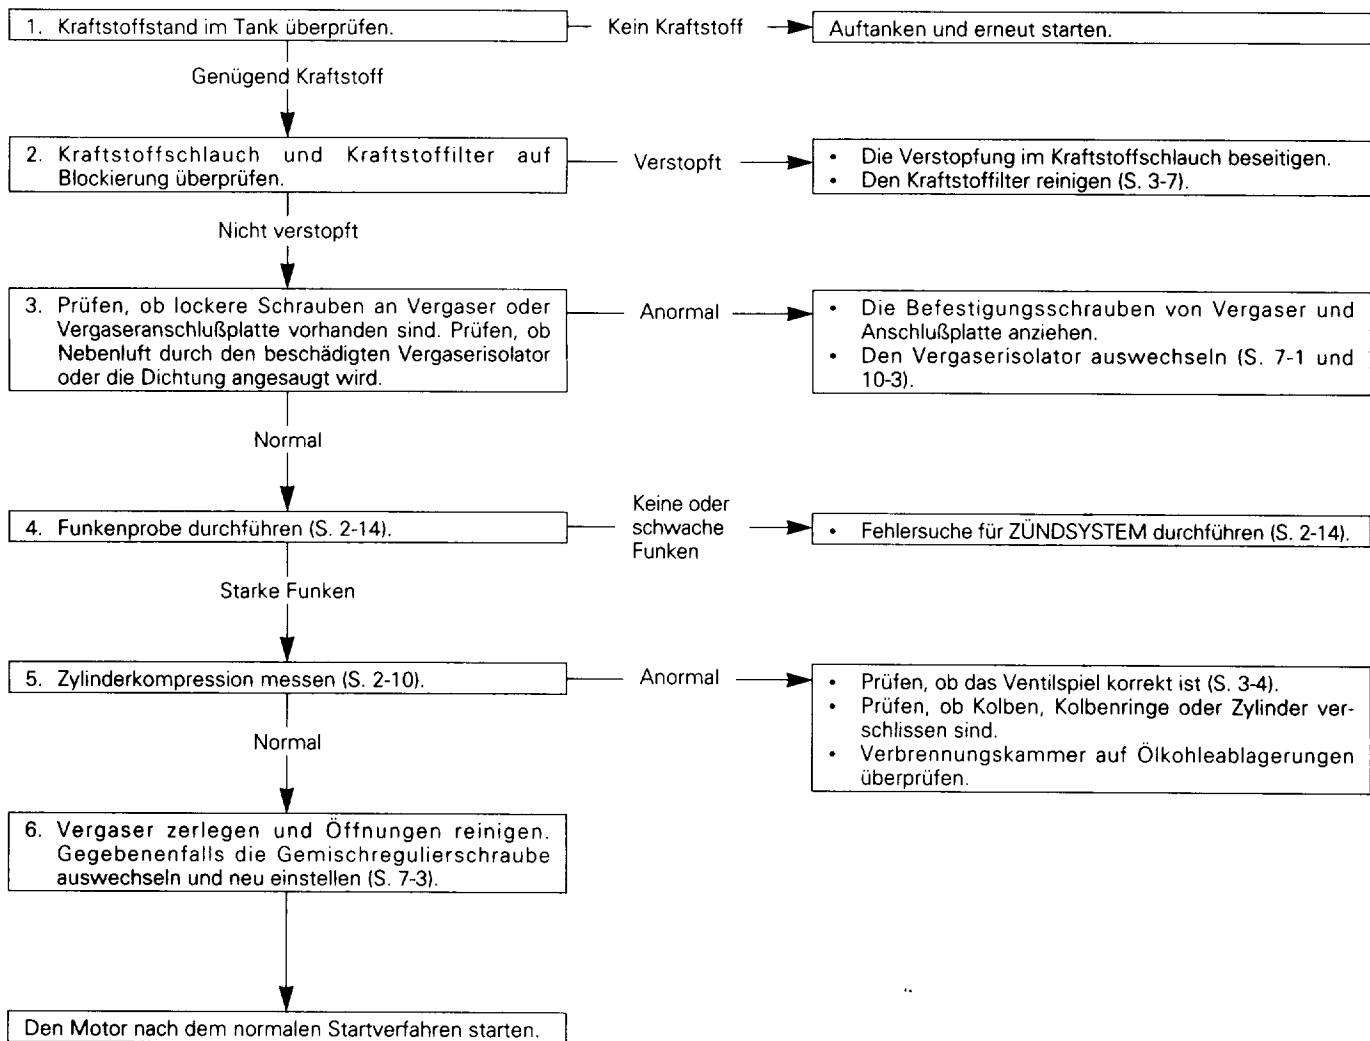 1. Kraftstoffstand im Tank überprüfen.
Kein Kraftstoff
Auftanken und erneut starten.
Genügend Kraftstoff
2. Kraftstoffschlauch und Kraftstoffilter auf
Blockierung überprüfen.
Verstopft
• Die Verstopfung im Kraftstoffschlauch beseitigen.
• Den Kraftstoffilter reinigen (S. 3-7).
Nicht verstopft
3. Prüfen, ob lockere Schrauben an Vergaser oder
Vergaseranschlußplatte vorhanden sind. Prüfen, ob
Nebenluft durch den beschädigten Vergaserisolator
oder die Dichtung angesaugt wird.
Anormal
• Die Befestigungsschrauben von Vergaser und
Anschlußplatte anziehen.
• Den Vergaserisolator auswechseln (S. 7-1 und
10-3).
Normal
4. Funkenprobe durchführen (S. 2-14).
Keine oder
schwache
Funken
• Fehlersuche für ZÜNDSYSTEM durchführen (S. 2-14).
Starke Funken
5. Zylinderkompression messen (S. 2-10).
Anormal
• Prüfen, ob das Ventilspiel korrekt ist (S. 3-4).
• Prüfen, ob Kolben, Kolbenringe oder Zylinder ver-
schlissen sind.
• Verbrennungskammer auf Ölkohleablagerungen
überprüfen.
Normal
6. Vergaser zerlegen und Öffnungen reinigen.
Gegebenenfalls die Gemischregulierschraube
auswechseln und neu einstellen (S. 7-3).
Den Motor nach dem normalen Startverfahren starten.